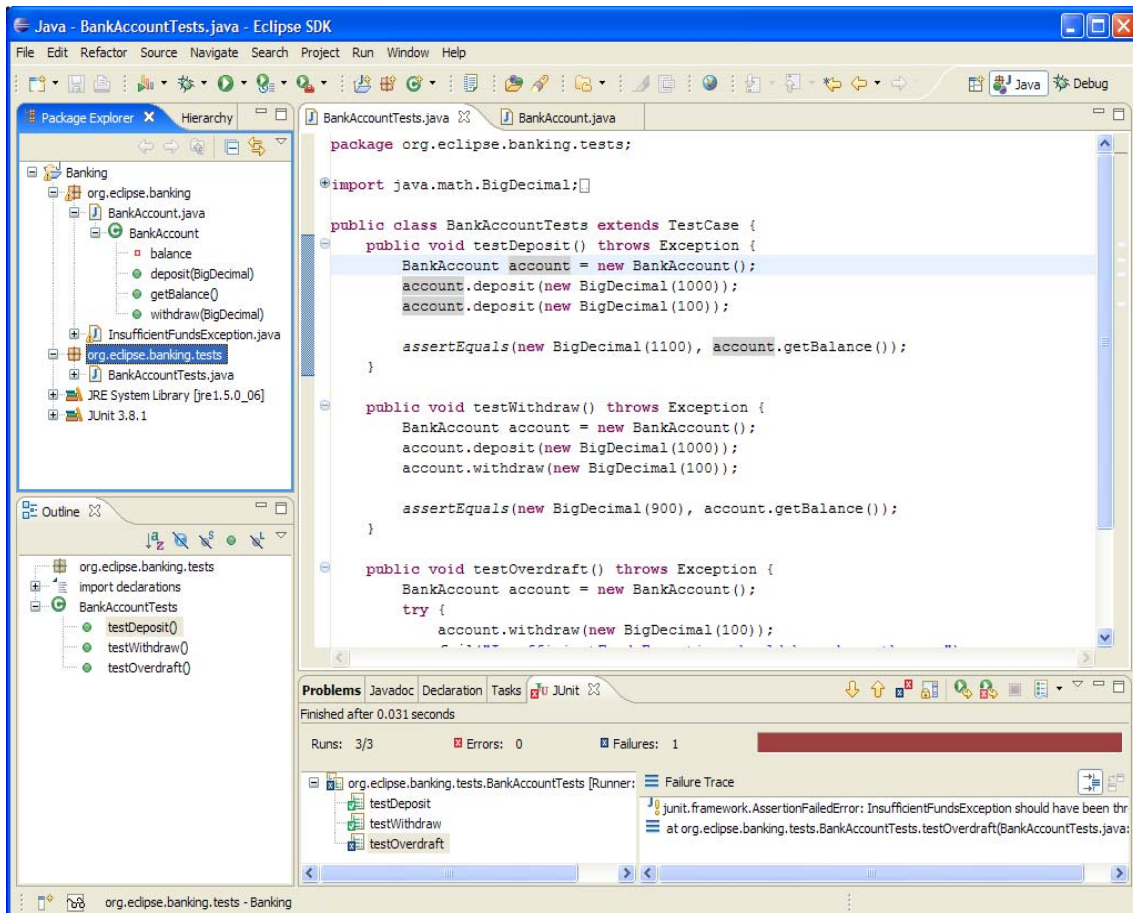 Java - BankAccountTests.java - Eclipse SDK
File Edit Refactor Source Navigate Search Project Run Window Help
Java Debug
Package Explorer Hierarchy
Banking
org.eclipse.banking
BankAccount.java
BankAccount
balance
deposit(BigDecimal)
getBalance()
withdraw(BigDecimal)
InsufficientFundsException.java
org.eclipse.banking.tests
BankAccountTests.java
JRE System Library [jre1.5.0_06]
JUnit 3.8.1
Outline
org.eclipse.banking.tests
import declarations
BankAccountTests
testDeposit()
testWithdraw()
testOverdraft()
BankAccountTests.java BankAccount.java
package org.eclipse.banking.tests;
import java.math.BigDecimal;
public class BankAccountTests extends TestCase {
public void testDeposit() throws Exception {
BankAccount account = new BankAccount();
account.deposit(new BigDecimal(1000));
account.deposit(new BigDecimal(100));
assertEquals(new BigDecimal(1100), account.getBalance());
}
public void testWithdraw() throws Exception {
BankAccount account = new BankAccount();
account.deposit(new BigDecimal(1000));
account.withdraw(new BigDecimal(100));
assertEquals(new BigDecimal(900), account.getBalance());
}
public void testOverdraft() throws Exception {
BankAccount account = new BankAccount();
try {
account.withdraw(new BigDecimal(100));
Problems Javadoc Declaration Tasks JUnit
Finished after 0.031 seconds
Runs: 3/3 Errors: 0 Failures: 1
org.eclipse.banking.tests.BankAccountTests [Runner:
testDeposit
testWithdraw
testOverdraft
Failure Trace
junit.framework.AssertionFailedError: InsufficientFundsException should have been thr
at org.eclipse.banking.tests.BankAccountTests.testOverdraft(BankAccountTests.java:
org.eclipse.banking.tests - Banking